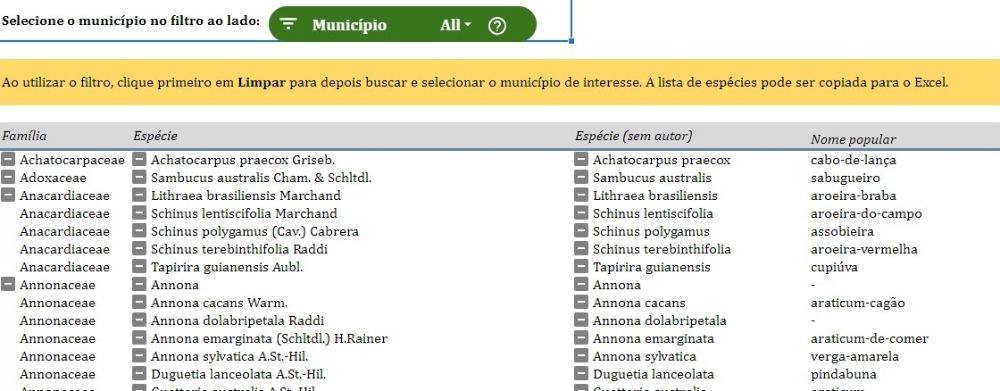 Selecione o município no filtro ao lado: Município All
Ao utilizar o filtro, clique primeiro em Limpar para depois buscar e selecionar o município de interesse. A lista de espécies pode ser copiada para o Excel.
Família Espécie Espécie (sem autor) Nome popular
Achatocarpaceae Achatocarpus praecox Griseb. Achatocarpus praecox cabo-de-lança
Adoxaceae Sambucus australis Cham. & Schltdl. Sambucus australis sabugueiro
Anacardiaceae Lithraea brasiliensis Marchand Lithraea brasiliensis aroeira-braba
Anacardiaceae Schinus lentiscifolia Marchand Schinus lentiscifolia aroeira-do-campo
Anacardiaceae Schinus polygamus (Cav.) Cabrera Schinus polygamus assobieira
Anacardiaceae Schinus terebinthifolia Raddi Schinus terebinthifolia aroeira-vermelha
Anacardiaceae Tapirira guianensis Aubl. Tapirira guianensis cupiúva
Annonaceae Annona Annona -
Annonaceae Annona cacans Warm. Annona cacans araticum-cagão
Annonaceae Annona dolabripetala Raddi Annona dolabripetala -
Annonaceae Annona emarginata (Schltdl.) H.Rainer Annona emarginata araticum-de-comer
Annonaceae Annona sylvatica A.St.-Hil. Annona sylvatica verga-amarela
Annonaceae Duguetia lanceolata A.St.-Hil. Duguetia lanceolata pindabuna